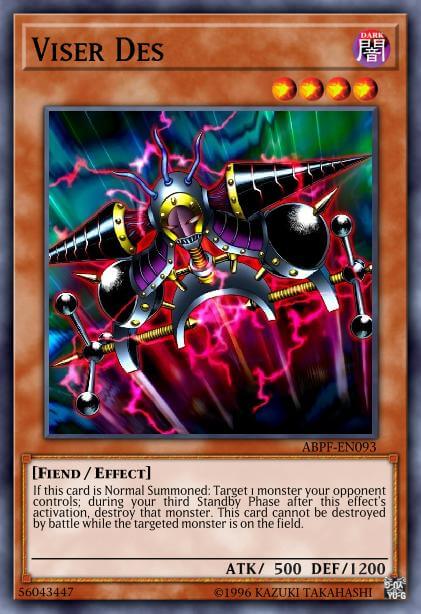 VISER DES
DARK
闇
ABPF-EN093
[FIEND / EFFECT]
If this card is Normal Summoned: Target 1 monster your opponent
controls; during your third Standby Phase after this effect's
activation, destroy that monster. This card cannot be destroyed
by battle while the targeted monster is on the field.
ATK/ 500 DEF/1200
56043447
©1996 KAZUKI TAKAHASHI